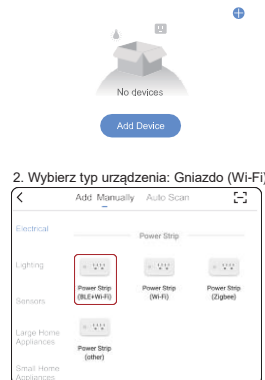 No devices
Add Device
2. Wybierz typ urządzenia: Gniazdo (Wi-Fi)
Add Manually Auto Scan
Electrical
Power Strip
Lighting
Power Strip (BLE+Wi-Fi)
Power Strip (Wi-Fi)
Power Strip (Zigbee)
Sensors
Large Home Appliances
Power Strip (other)
Small Home Appliances